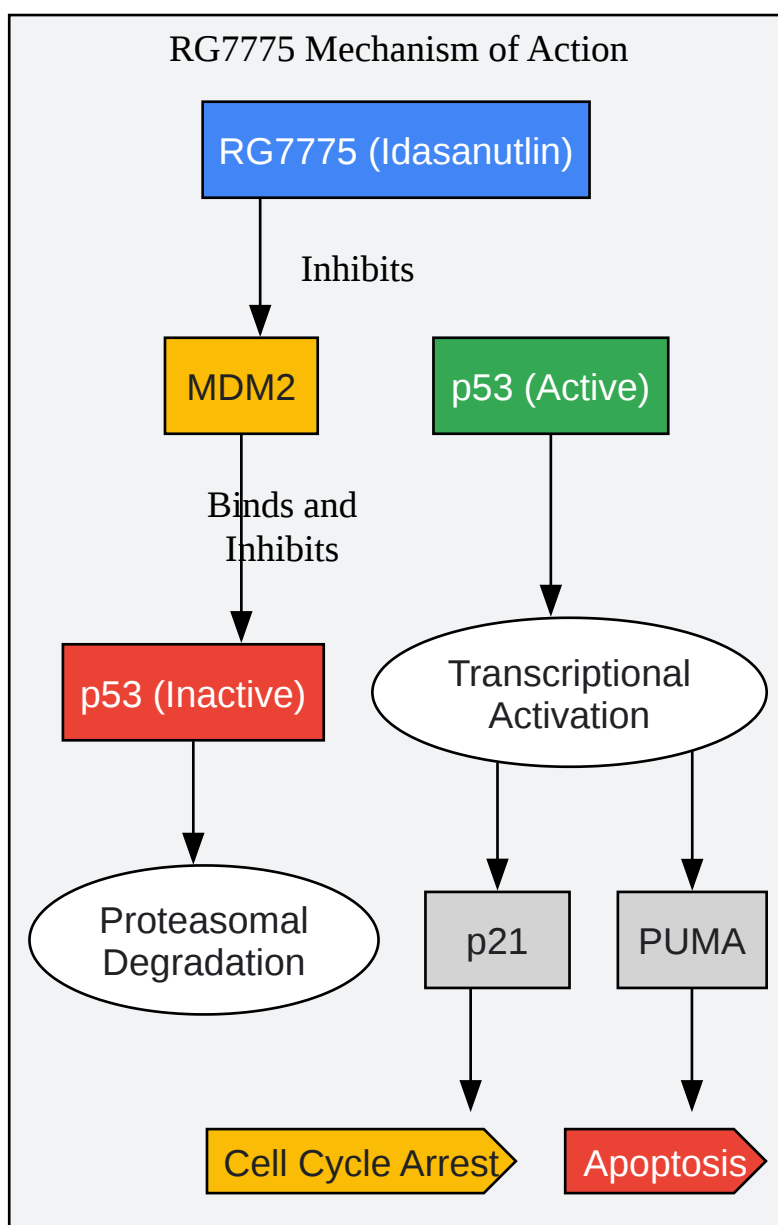 RG7775 Mechanism of Action
RG7775 (Idasanutlin)
Inhibits
MDM2
p53 (Active)
Binds and
Inhibits
p53 (Inactive)
Transcriptional
Activation
Proteasomal
Degradation
p21
PUMA
Cell Cycle Arrest
Apoptosis